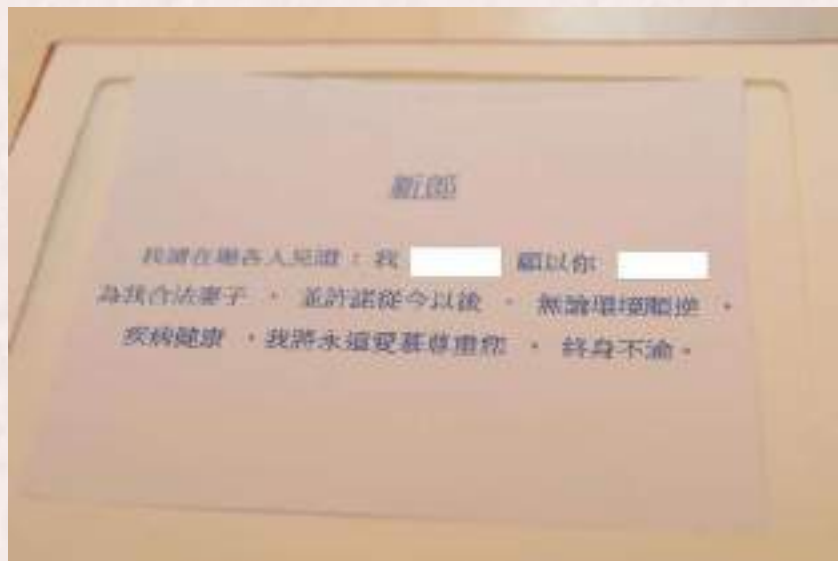 新郎
我請在場各人見證：我 願以你
為我合法妻子，並許諾從今以後，無論環境順逆，
疾病健康，我將永遠愛慕尊重您，終身不渝。